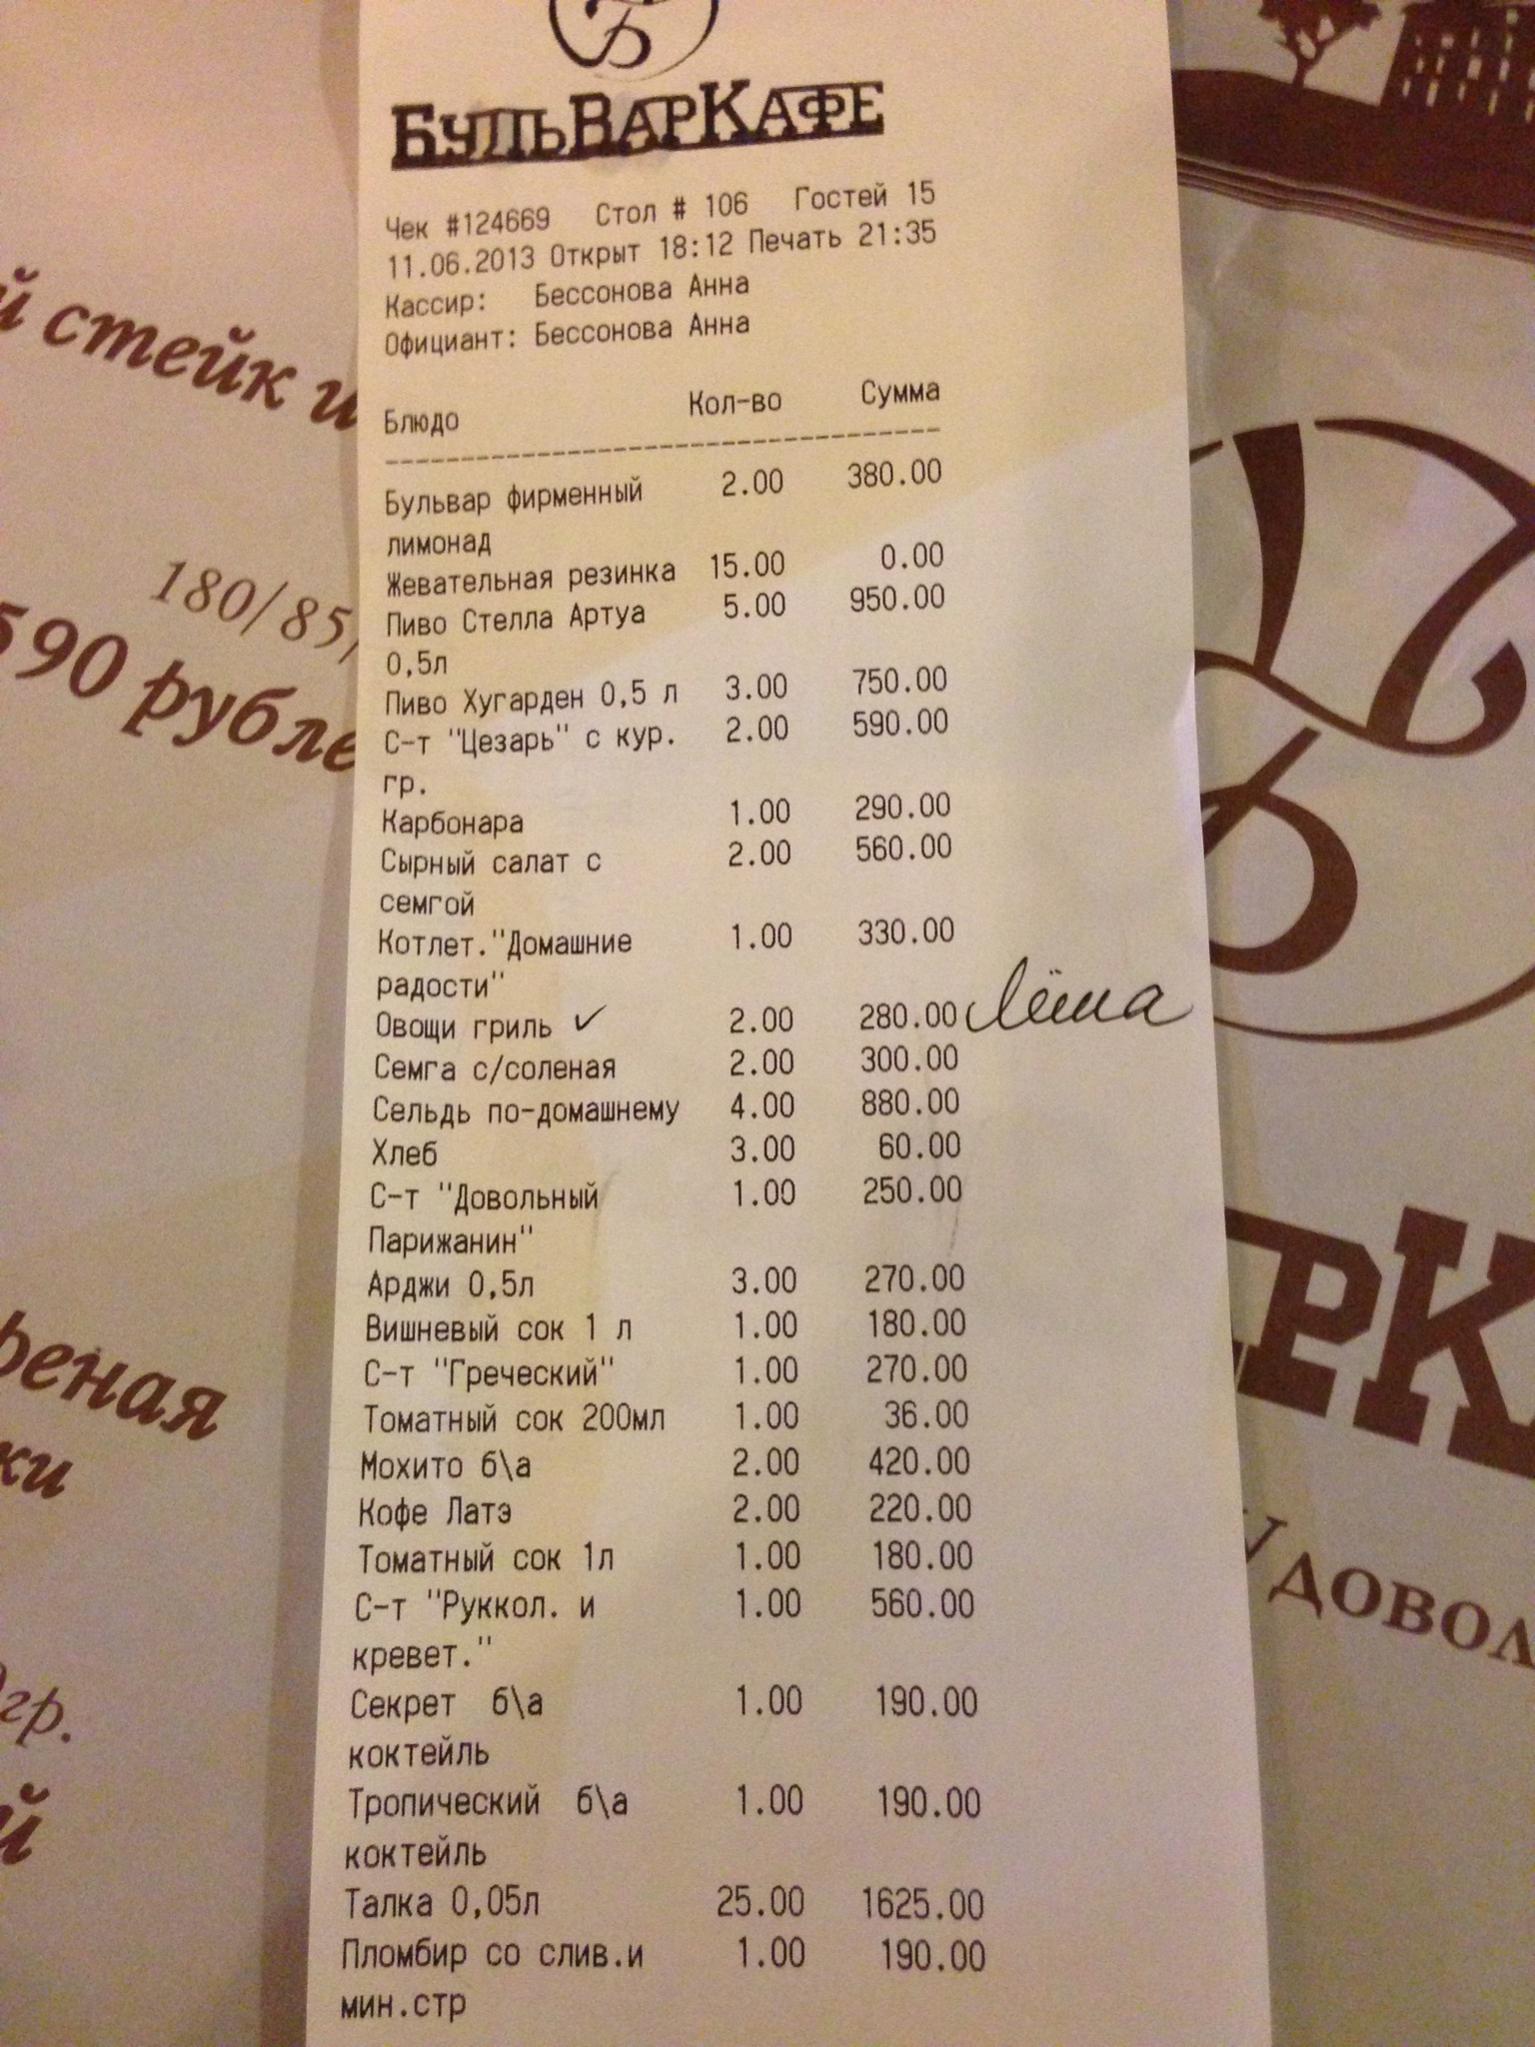 Б
БУЛЬВАРКАФЕ
Чек #124669 Стол # 106 Гостей 15
11.06.2013 Открыт 18:12 Печать 21:35
Кассир: Бессонова Анна
Официант: Бессонова Анна
Блюдо Кол-во Сумма
Бульвар фирменный 2.00 380.00
лимонад
Жевательная резинка 15.00 0.00
Пиво Стелла Артуа 5.00 950.00
0,5л
Пиво Хугарден 0,5 л 3.00 750.00
С-т "Цезарь" с кур. 2.00 590.00
гр.
Карбонара 1.00 290.00
Сырный салат с 2.00 560.00
семгой
Котлет."Домашние 1.00 330.00
радости"
Овощи гриль ✓ 2.00 280.00 Лёша
Семга с/соленая 2.00 300.00
Сельдь по-домашнему 4.00 880.00
Хлеб 3.00 60.00
С-т "Довольный 1.00 250.00
Парижанин"
Арджи 0,5л 3.00 270.00
Вишневый сок 1 л 1.00 180.00
С-т "Греческий" 1.00 270.00
Томатный сок 200мл 1.00 36.00
Мохито б\а 2.00 420.00
Кофе Латэ 2.00 220.00
Томатный сок 1л 1.00 180.00
С-т "Руккол. и 1.00 560.00
кревет."
Секрет б\а 1.00 190.00
коктейль
Тропический б\а 1.00 190.00
коктейль
Талка 0,05л 25.00 1625.00
Пломбир со слив.и 1.00 190.00
мин.стр
й стейк и
180/85,
590 рубле
реная
ки
гр.
й
РК
У ДОВОЛ